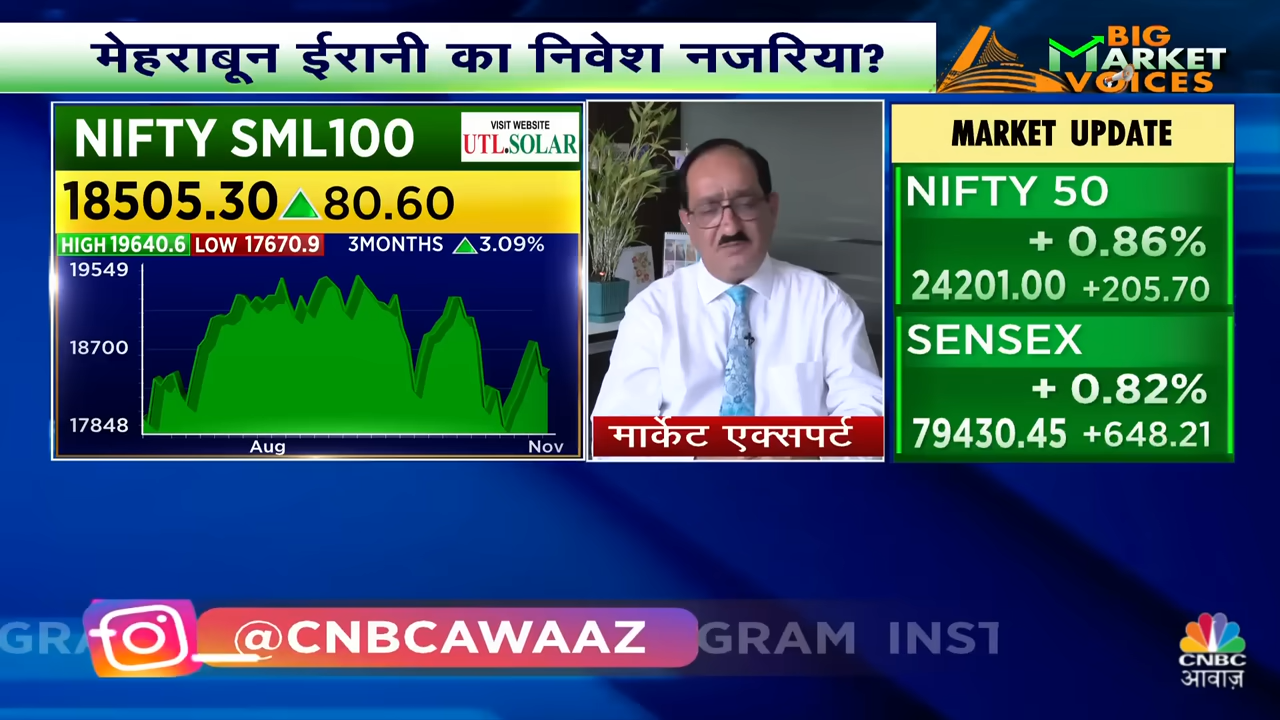 मेहराबून ईरानी का निवेश नजरिया?
BIG
MARKET
VOICES
NIFTY SML100
VISIT WEBSITE
UTL.SOLAR
18505.30 80.60
HIGH 19640.6 LOW 17670.9 3MONTHS 3.09%
19549
18700
17848
Aug
Nov
मार्केट एक्सपर्ट
MARKET UPDATE
NIFTY 50
+ 0.86%
24201.00 +205.70
SENSEX
+ 0.82%
79430.45 +648.21
GRA @CNBCAWAAZ GRAM INST
CNBC
आवाज़